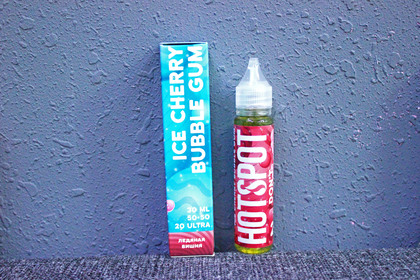 ICE CHERRY
BUBBLE GUM
30 ML
50-50
20 ULTRA
ЛЕДЯНАЯ
ВИШНЯ
HOTSPOT